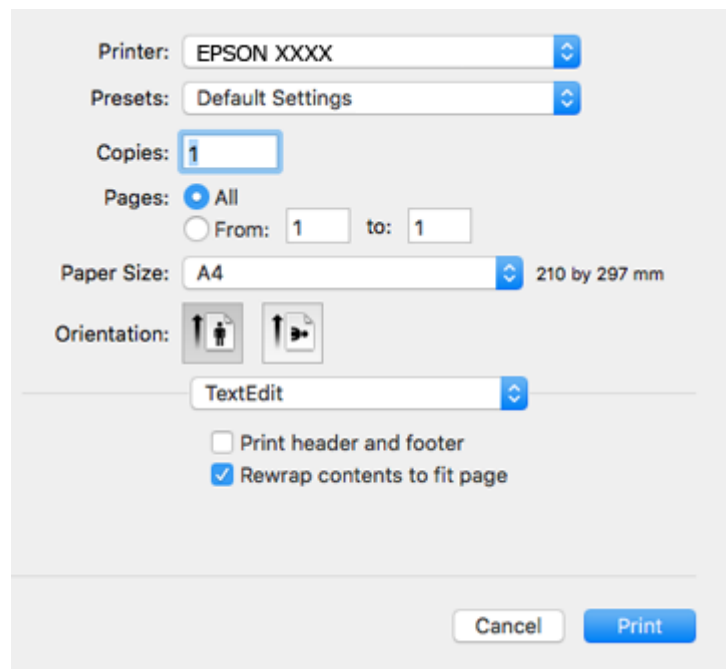 Printer: EPSON XXXX
Presets: Default Settings
Copies: 1
Pages: All
From: 1 to: 1
Paper Size: A4 210 by 297 mm
Orientation:
TextEdit
Print header and footer
Rewrap contents to fit page
Cancel Print